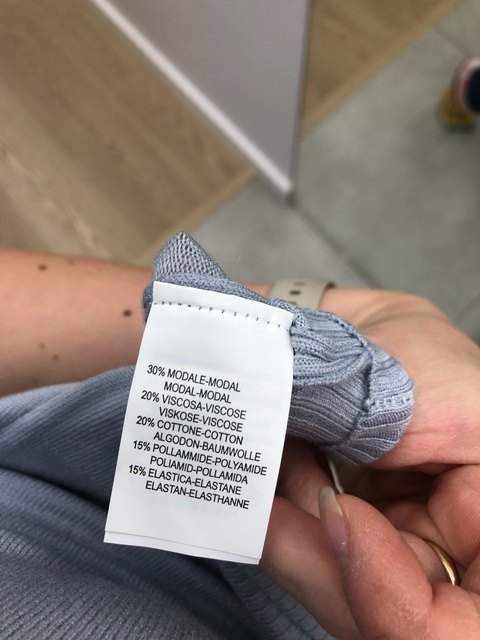 30% MODALE-MODAL
MODAL-MODAL
20% VISCOSA-VISCOSE
VISKOSE-VISCOSE
20% COTTONE-COTTON
ALGODON-BAUMWOLLE
15% POLLAMMIDE-POLYAMIDE
POLIAMID-POLLAMIDA
15% ELASTICA-ELASTANE
ELASTAN-ELASTHANNE